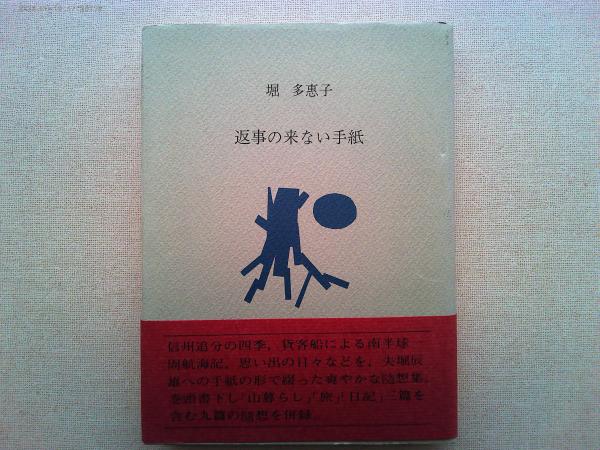 堀 多惠子
返事の来ない手紙
信州追分の四季，貨客船による南半球一
周航海記，思い出の日々などを，夫堀辰
雄への手紙の形で綴った爽やかな随想集。
巻頭書下し「山暮らし」「旅」「日記」三篇を
含む九篇の随想を併録。